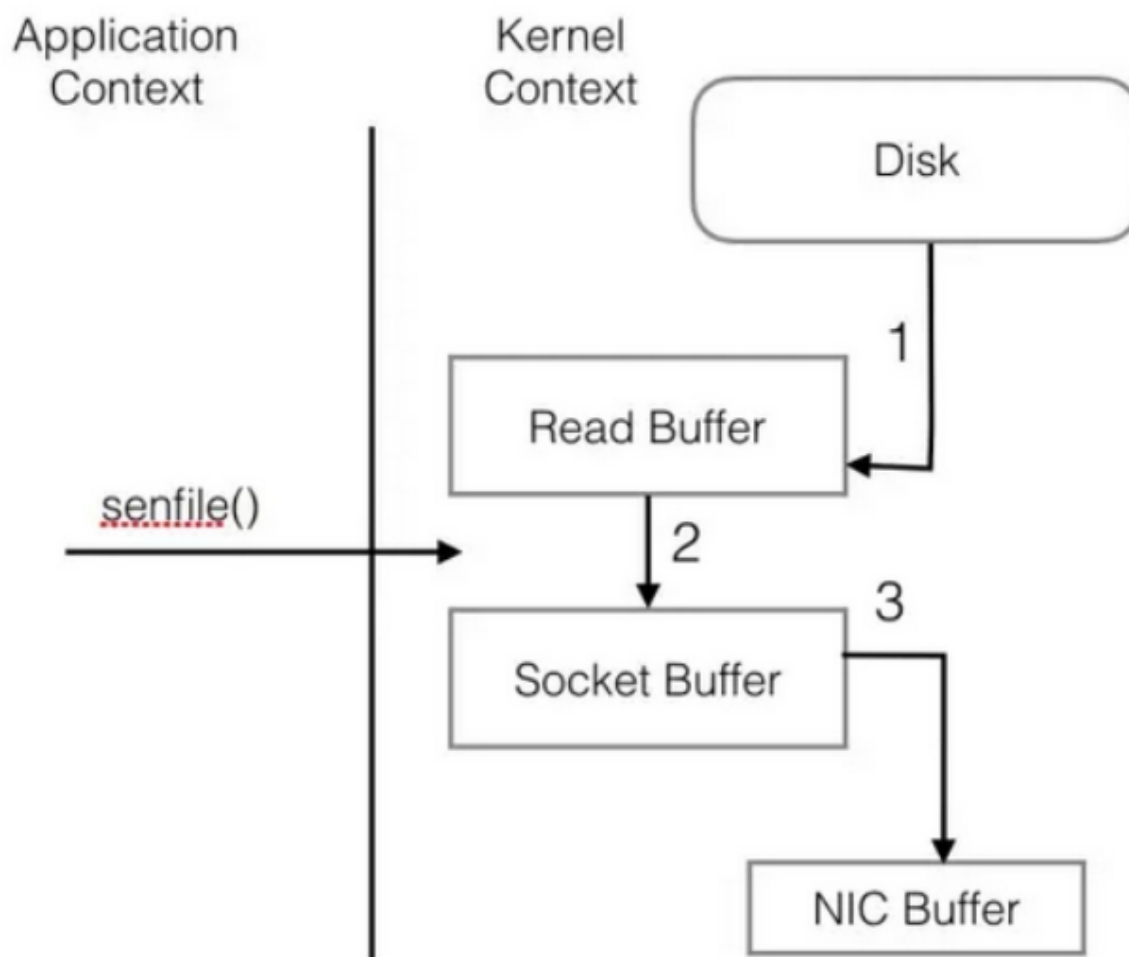 Application
Context
Kernel
Context
Disk
1
Read Buffer
senfile()
2
3
Socket Buffer
NIC Buffer